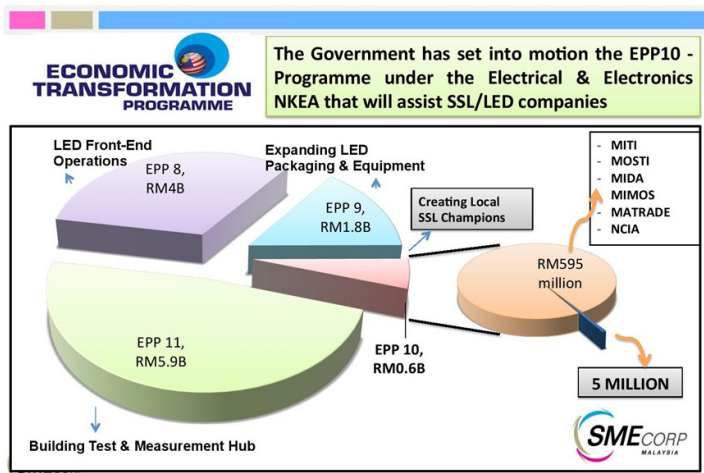 ECONOMIC
TRANSFORMATION
PROGRAMME
The Government has set into motion the EPP10 -
Programme under the Electrical & Electronics
NKEA that will assist SSL/LED companies
LED Front-End
Operations
EPP 8,
RM4B
Expanding LED
Packaging & Equipment
EPP 9,
RM1.8B
Creating Local
SSL Champions
- MITI
- MOSTI
- MIDA
- MIMOS
- MATRADE
- NCIA
RM595
million
EPP 11,
RM5.9B
EPP 10,
RM0.6B
5 MILLION
Building Test & Measurement Hub
SMECORP
MALAYSIA